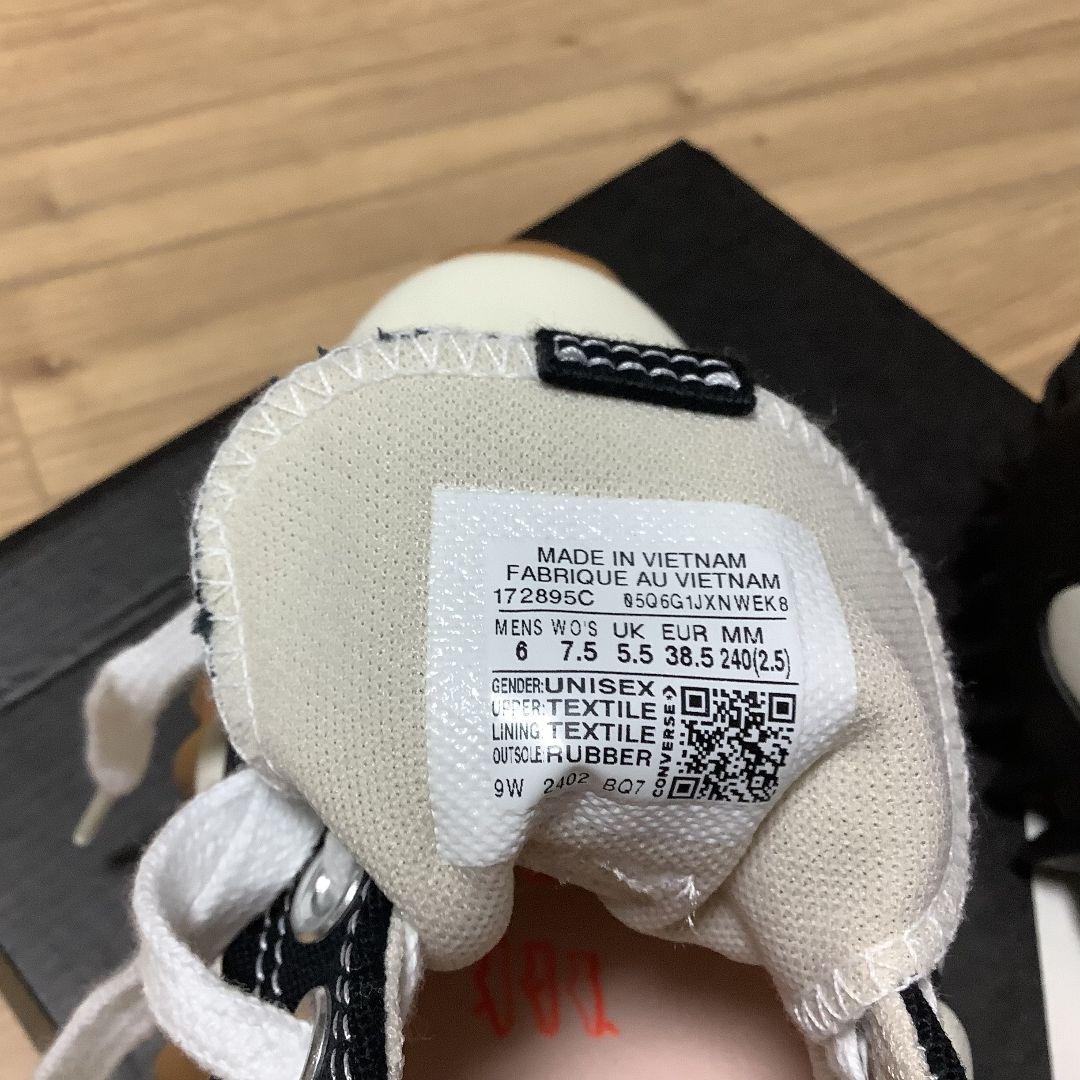 MADE IN VIETNAM
FABRIQUE AU VIETNAM
172895C 05Q6G1JXNWEK8
MENS WO'S UK EUR MM
6 7.5 5.5 38.5 240(2.5)
GENDER:UNISEX
UPPER:TEXTILE
LINING:TEXTILE
OUTSOLE:RUBBER
9W 2402 BQ7
CONVERSE